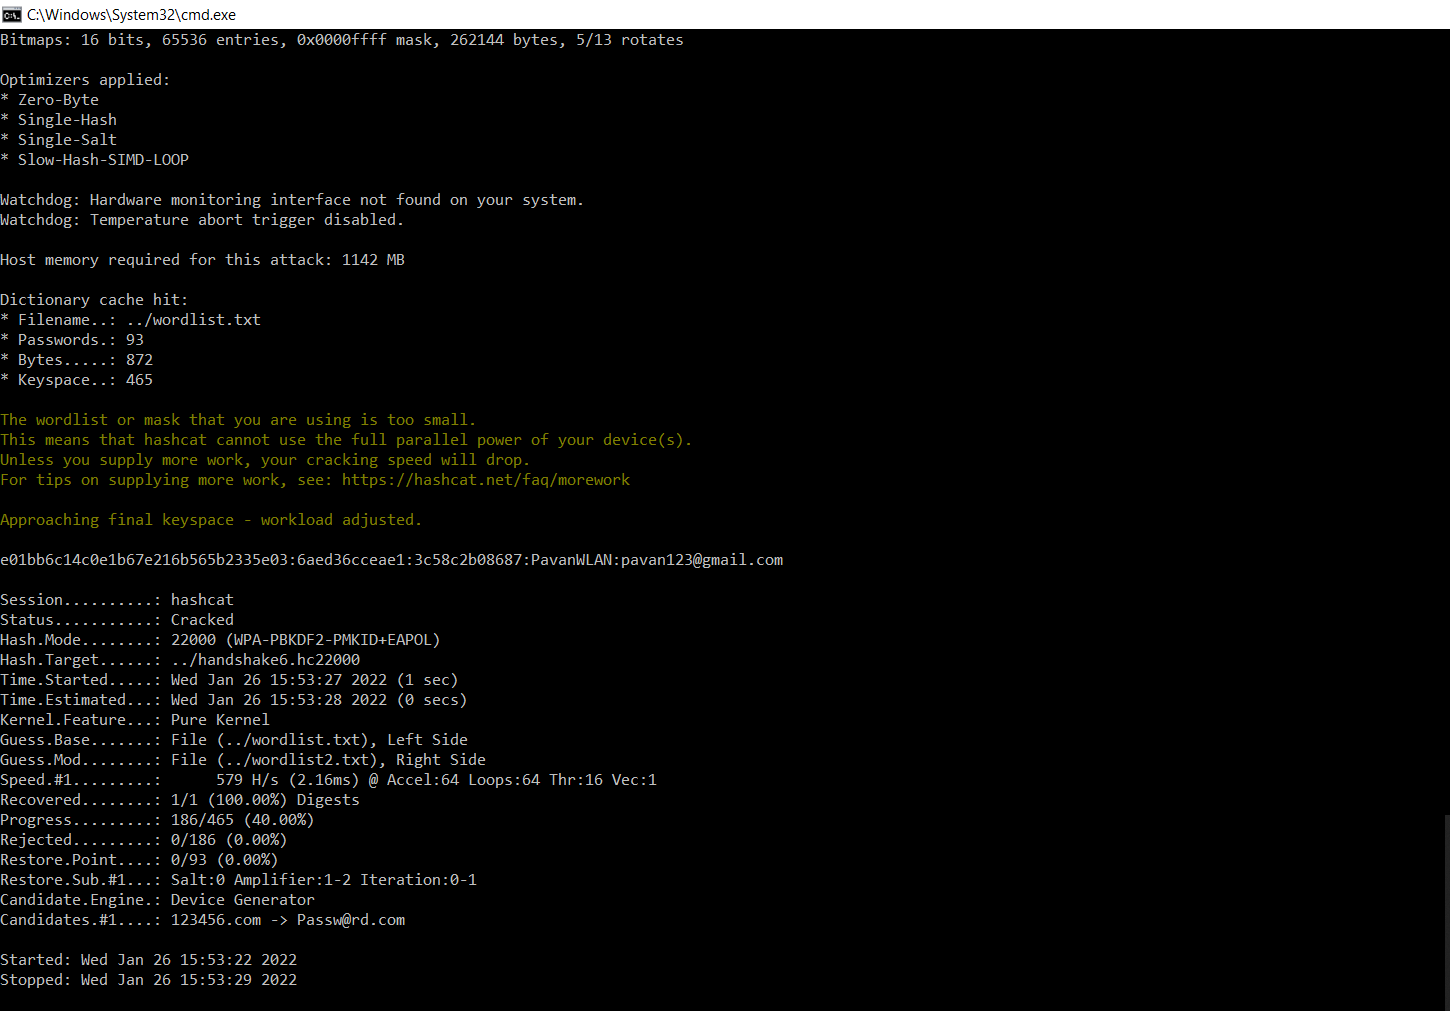 C:\Windows\System32\cmd.exe
Bitmaps: 16 bits, 65536 entries, 0x0000ffff mask, 262144 bytes, 5/13 rotates
Optimizers applied:
* Zero-Byte
* Single-Hash
* Single-Salt
* Slow-Hash-SIMD-LOOP
Watchdog: Hardware monitoring interface not found on your system.
Watchdog: Temperature abort trigger disabled.
Host memory required for this attack: 1142 MB
Dictionary cache hit:
* Filename..: ../wordlist.txt
* Passwords.: 93
* Bytes.....: 872
* Keyspace..: 465
The wordlist or mask that you are using is too small.
This means that hashcat cannot use the full parallel power of your device(s).
Unless you supply more work, your cracking speed will drop.
For tips on supplying more work, see: https://hashcat.net/faq/morework
Approaching final keyspace - workload adjusted.
e01bb6c14c0e1b67e216b565b2335e03:6aed36cceae1:3c58c2b08687:PavanWLAN:pavan123@gmail.com
Session..........: hashcat
Status...........: Cracked
Hash.Mode........: 22000 (WPA-PBKDF2-PMKID+EAPOL)
Hash.Target......: ../handshake6.hc22000
Time.Started.....: Wed Jan 26 15:53:27 2022 (1 sec)
Time.Estimated...: Wed Jan 26 15:53:28 2022 (0 secs)
Kernel.Feature...: Pure Kernel
Guess.Base.......: File (../wordlist.txt), Left Side
Guess.Mod........: File (../wordlist2.txt), Right Side
Speed.#1.........:      579 H/s (2.16ms) @ Accel:64 Loops:64 Thr:16 Vec:1
Recovered........: 1/1 (100.00%) Digests
Progress.........: 186/465 (40.00%)
Rejected.........: 0/186 (0.00%)
Restore.Point....: 0/93 (0.00%)
Restore.Sub.#1...: Salt:0 Amplifier:1-2 Iteration:0-1
Candidate.Engine.: Device Generator
Candidates.#1....: 123456.com -> Passw@rd.com
Started: Wed Jan 26 15:53:22 2022
Stopped: Wed Jan 26 15:53:29 2022